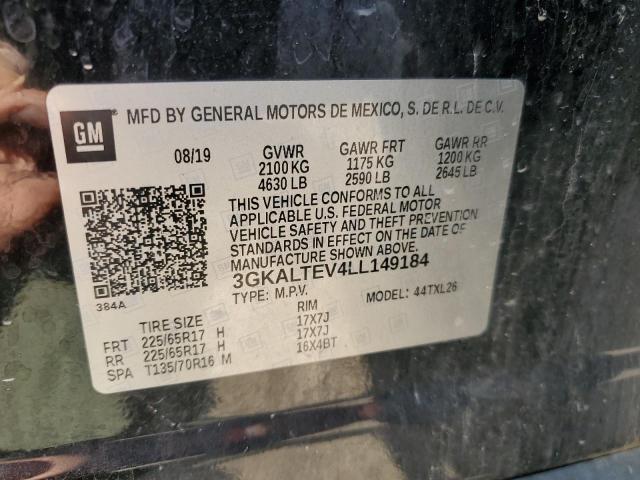 GM
MFD BY GENERAL MOTORS DE MEXICO, S. DE R.L. DE C.V.
08/19 GVWR GAWR FRT GAWR RR
2100 KG 1175 KG 1200 KG
4630 LB 2590 LB 2645 LB
THIS VEHICLE CONFORMS TO ALL
APPLICABLE U.S. FEDERAL MOTOR
VEHICLE SAFETY AND THEFT PREVENTION
STANDARDS IN EFFECT ON THE DATE OF
MANUFACTURE SHOWN ABOVE.
3GKALTEV4LL149184
384A TYPE: M.P.V. MODEL: 44TXL26
TIRE SIZE RIM
FRT 225/65R17 H 17X7J
RR 225/65R17 H 17X7J
SPA T135/70R16 M 16X4BT